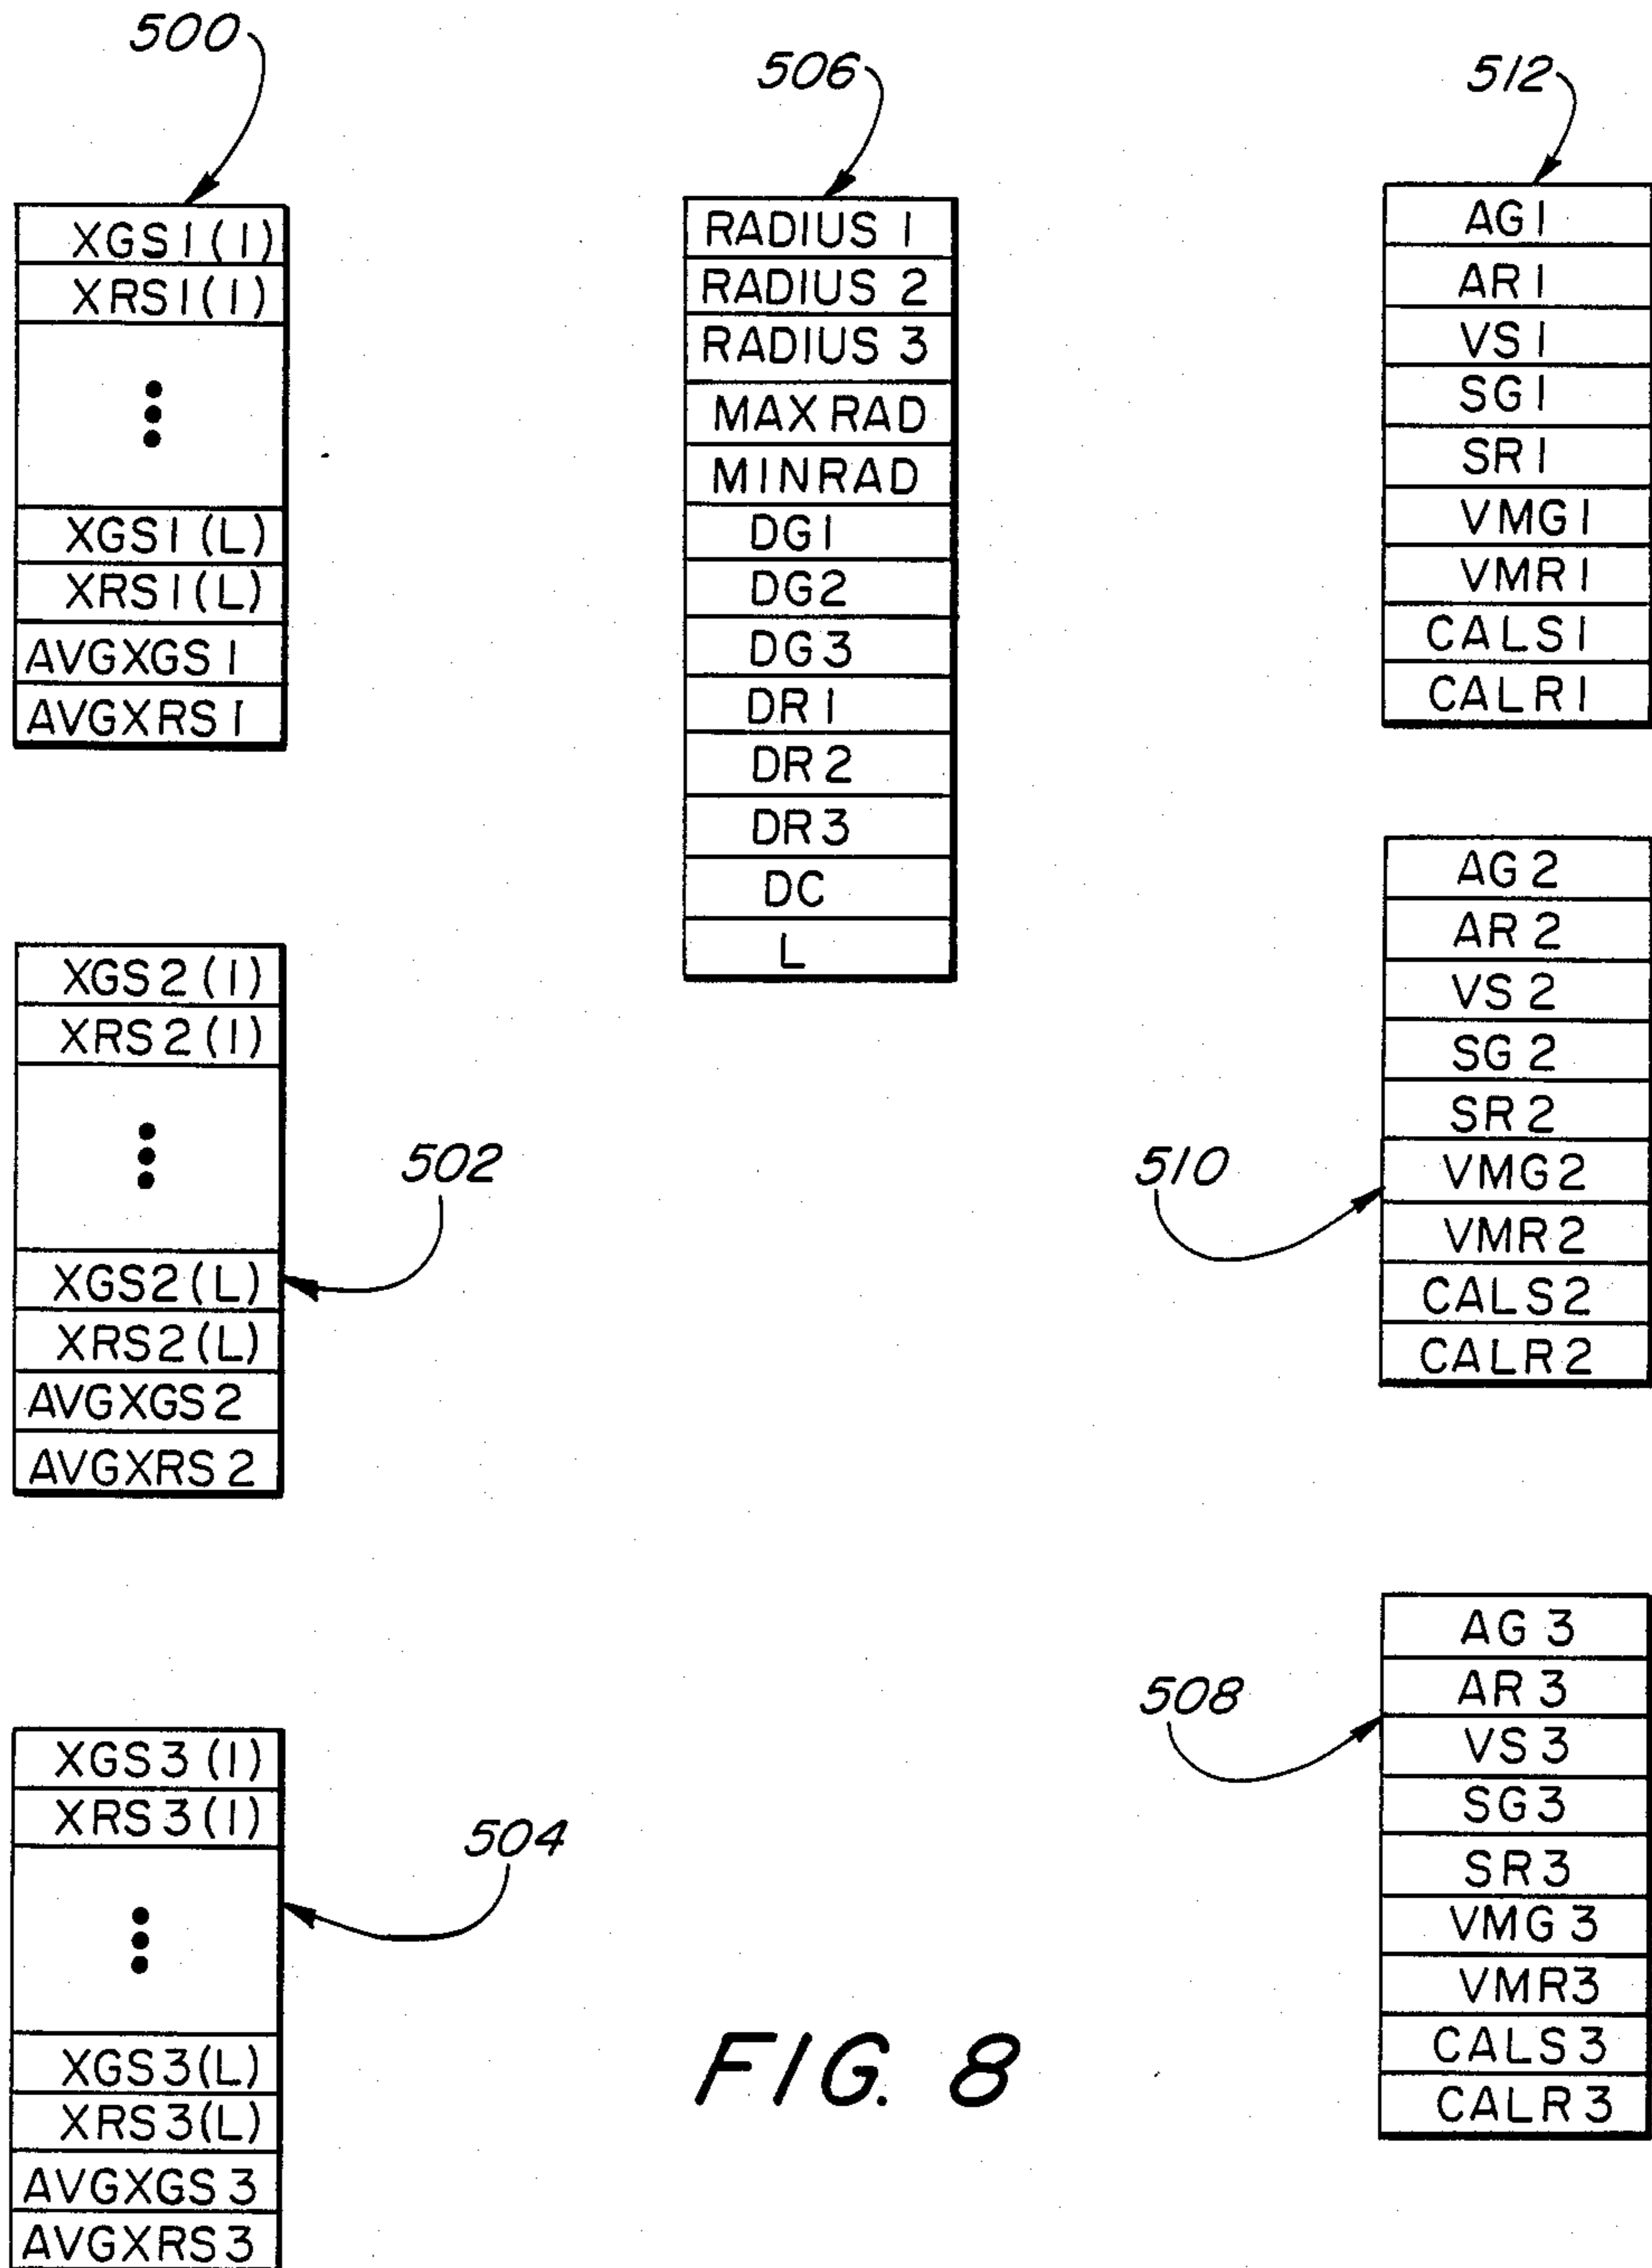 500
XGS1(1)
XRS1(1)
XGS1(L)
XRS1(L)
AVGXGS1
AVGXRS1
XGS2(1)
XRS2(1)
502
XGS2(L)
XRS2(L)
AVGXGS2
AVGXRS2
XGS3(1)
XRS3(1)
504
XGS3(L)
XRS3(L)
AVGXGS3
AVGXRS3
506
RADIUS 1
RADIUS 2
RADIUS 3
MAXRAD
MINRAD
DG1
DG2
DG3
DR1
DR2
DR3
DC
L
512
AG1
AR1
VS1
SG1
SR1
VMG1
VMR1
CALS1
CALR1
510
AG2
AR2
VS2
SG2
SR2
VMG2
VMR2
CALS2
CALR2
508
AG3
AR3
VS3
SG3
SR3
VMG3
VMR3
CALS3
CALR3
FIG. 8